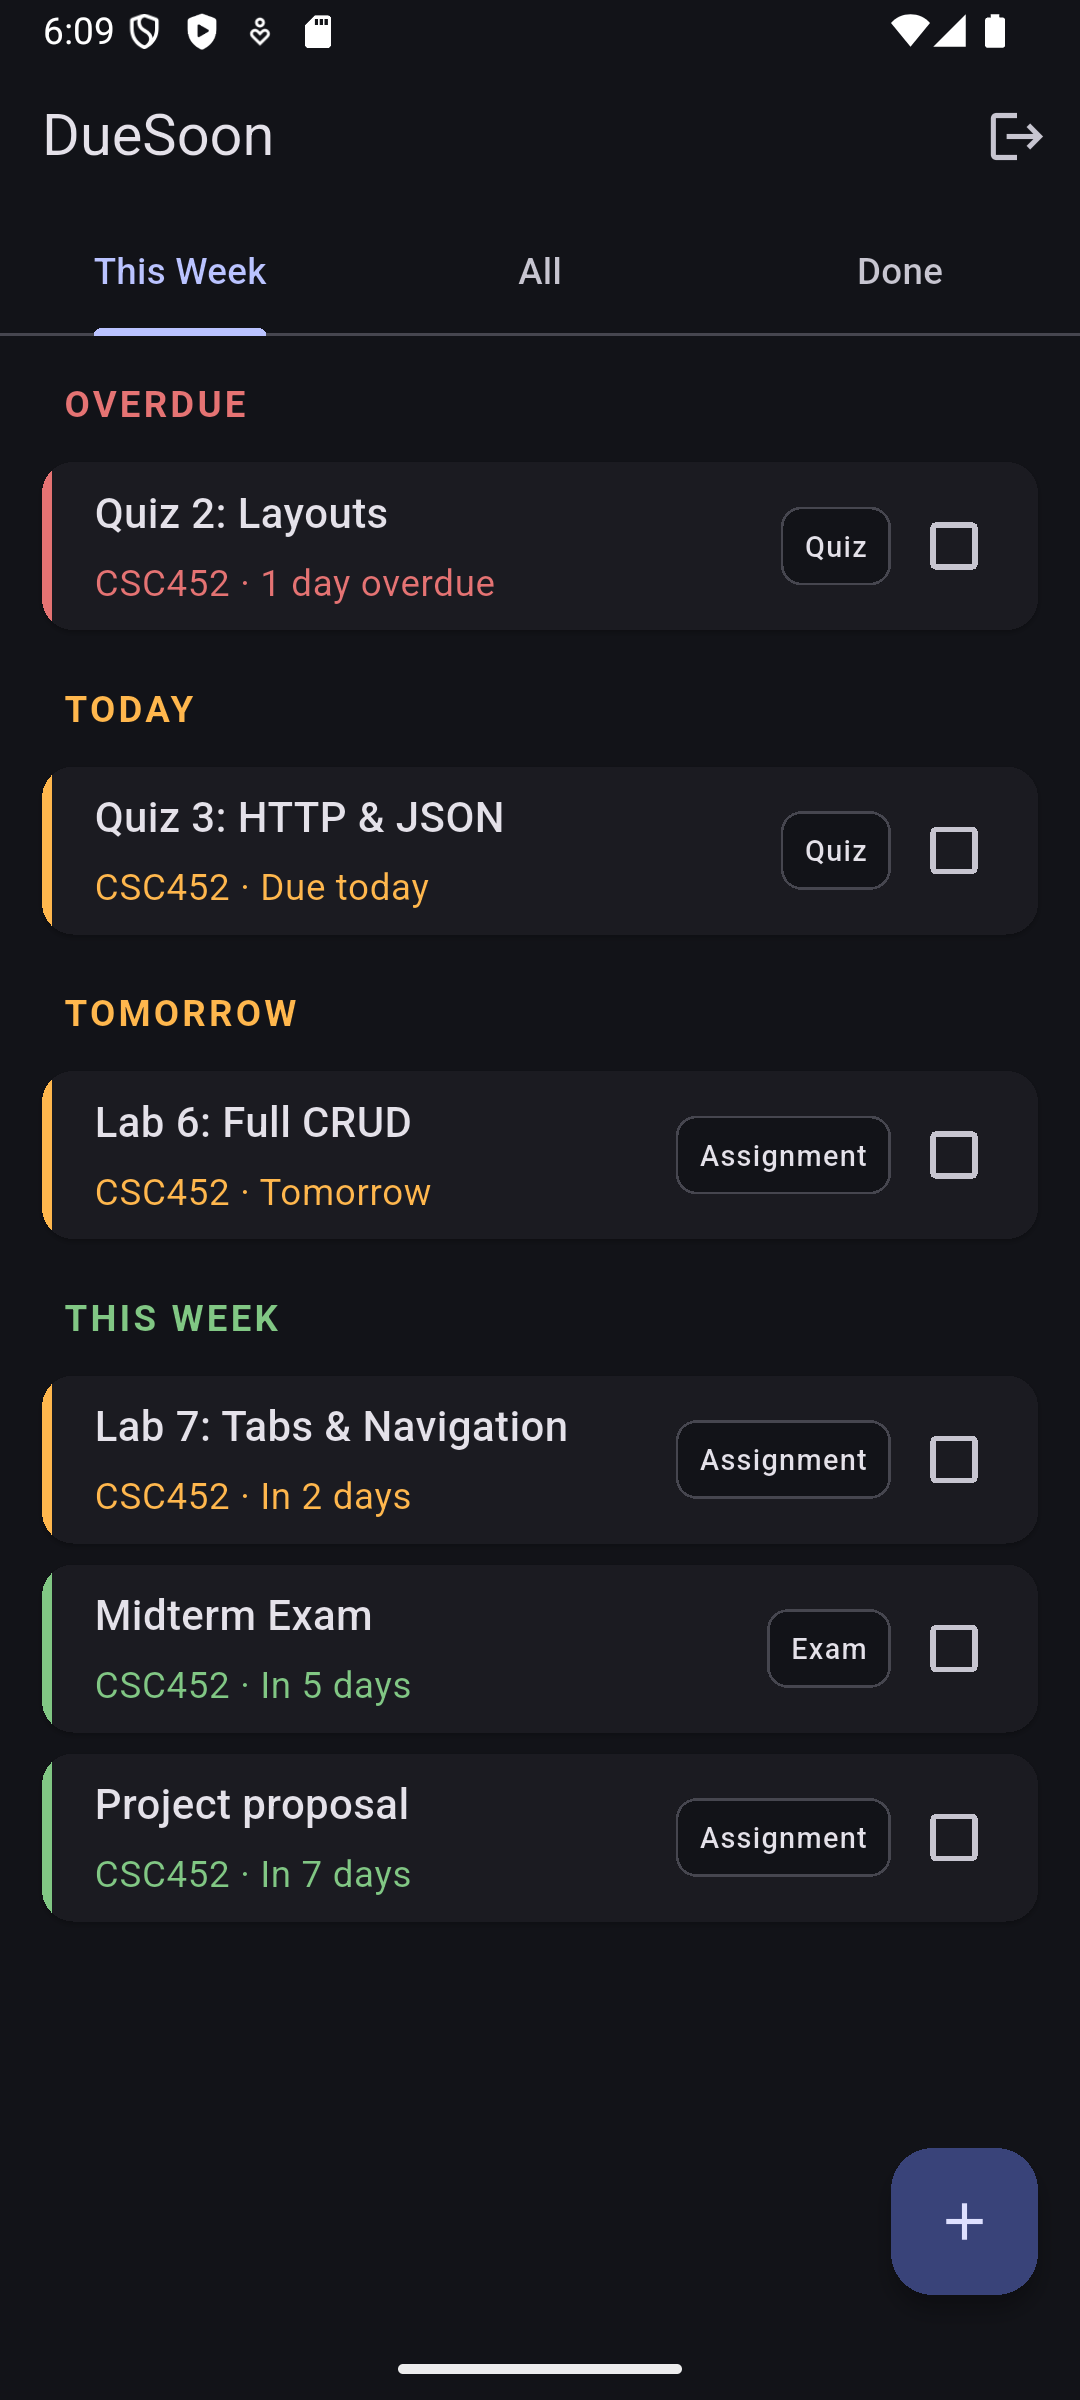 6:09
DueSoon
This Week
All
Done
OVERDUE
Quiz 2: Layouts
CSC452 · 1 day overdue
Quiz
TODAY
Quiz 3: HTTP & JSON
CSC452 · Due today
Quiz
TOMORROW
Lab 6: Full CRUD
CSC452 · Tomorrow
Assignment
THIS WEEK
Lab 7: Tabs & Navigation
CSC452 · In 2 days
Assignment
Midterm Exam
CSC452 · In 5 days
Exam
Project proposal
CSC452 · In 7 days
Assignment